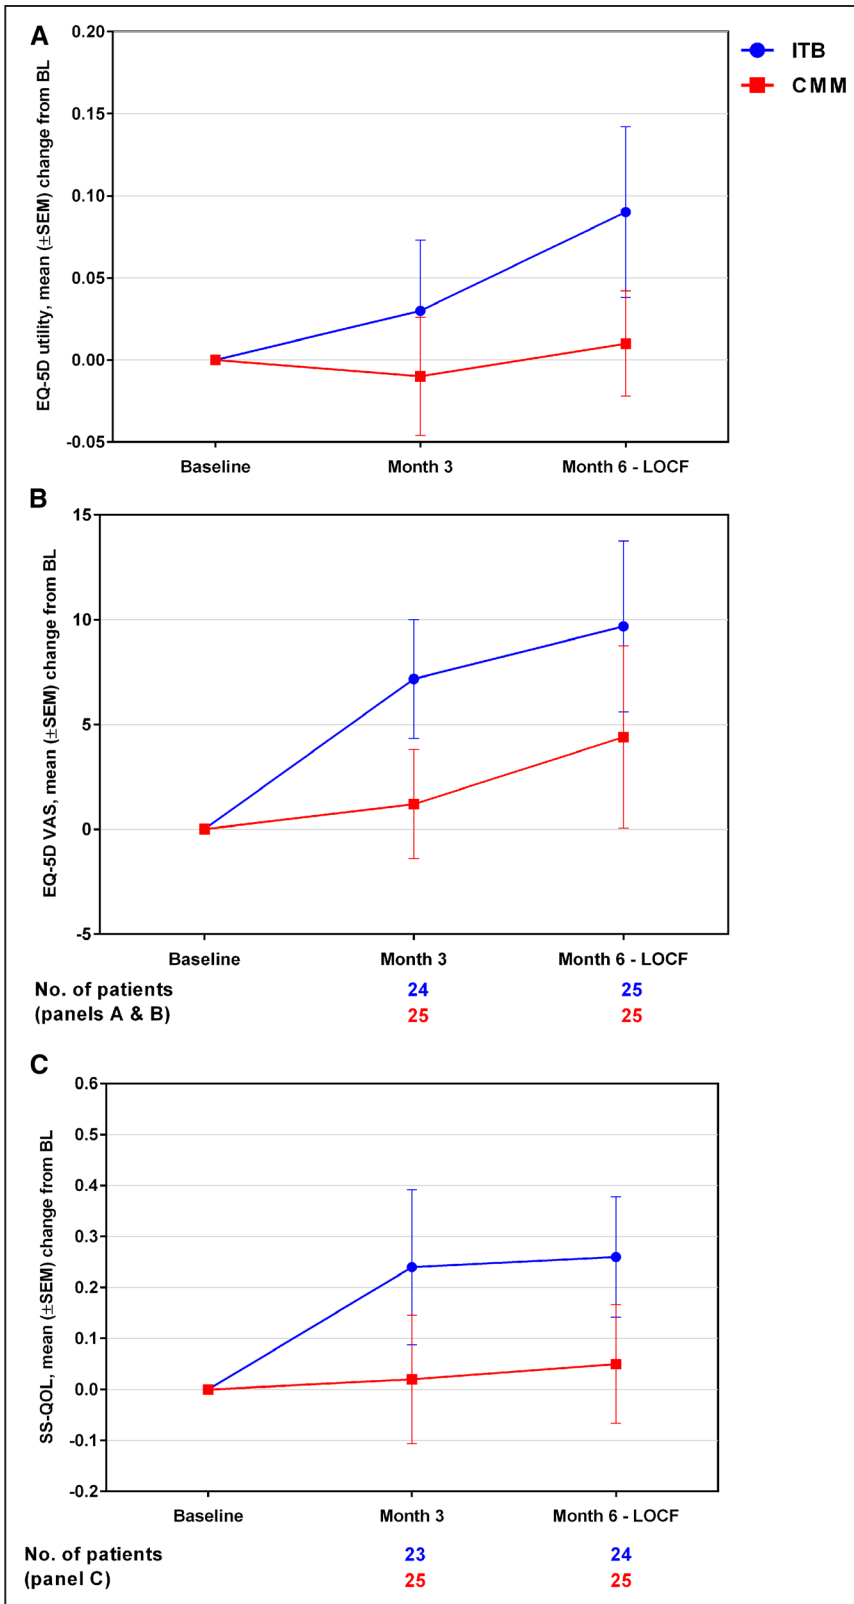 A
ITB
CMM
EQ-5D utility, mean (±SEM) change from BL
0.20
0.15
0.10
0.05
0.00
-0.05
Baseline Month 3 Month 6 - LOCF
B
EQ-5D VAS, mean (±SEM) change from BL
15
10
5
0
-5
Baseline Month 3 Month 6 - LOCF
No. of patients 24 25
(panels A & B) 25 25
C
SS-QOL, mean (±SEM) change from BL
0.6
0.5
0.4
0.3
0.2
0.1
0.0
-0.1
-0.2
Baseline Month 3 Month 6 - LOCF
No. of patients 23 24
(panel C) 25 25